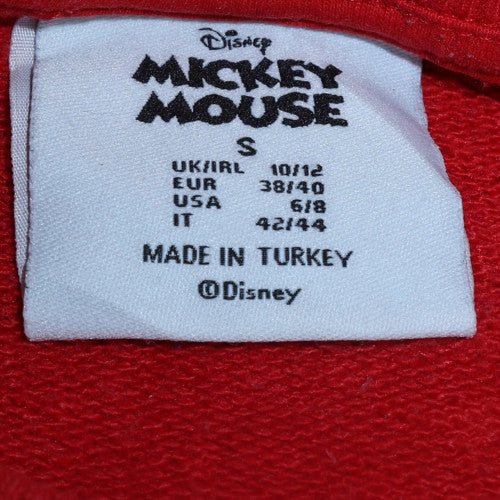 Disney
MICKEY
MOUSE
S
UK/IRL 10/12
EUR 38/40
USA 6/8
IT 42/44
MADE IN TURKEY
©Disney